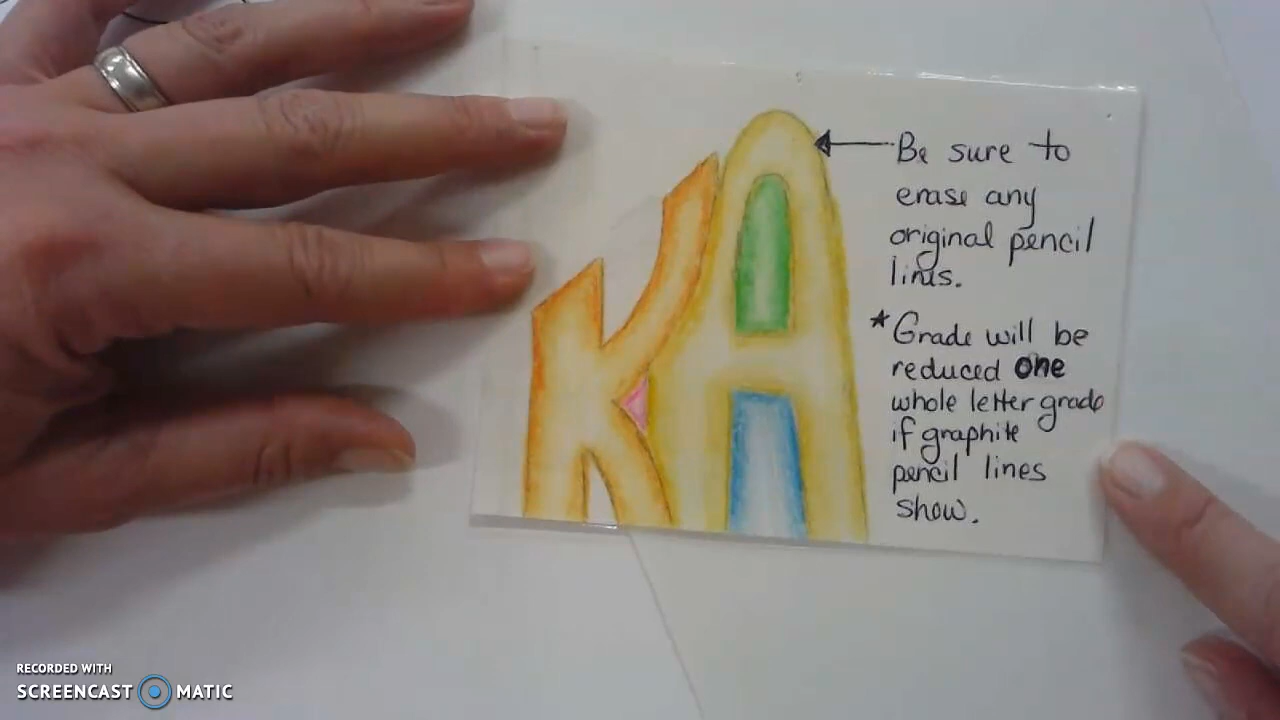 KA
Be sure to
erase any
original pencil
lines.
* Grade will be
reduced one
whole letter grade
if graphite
pencil lines
show.
RECORDED WITH
SCREENCAST MATIC